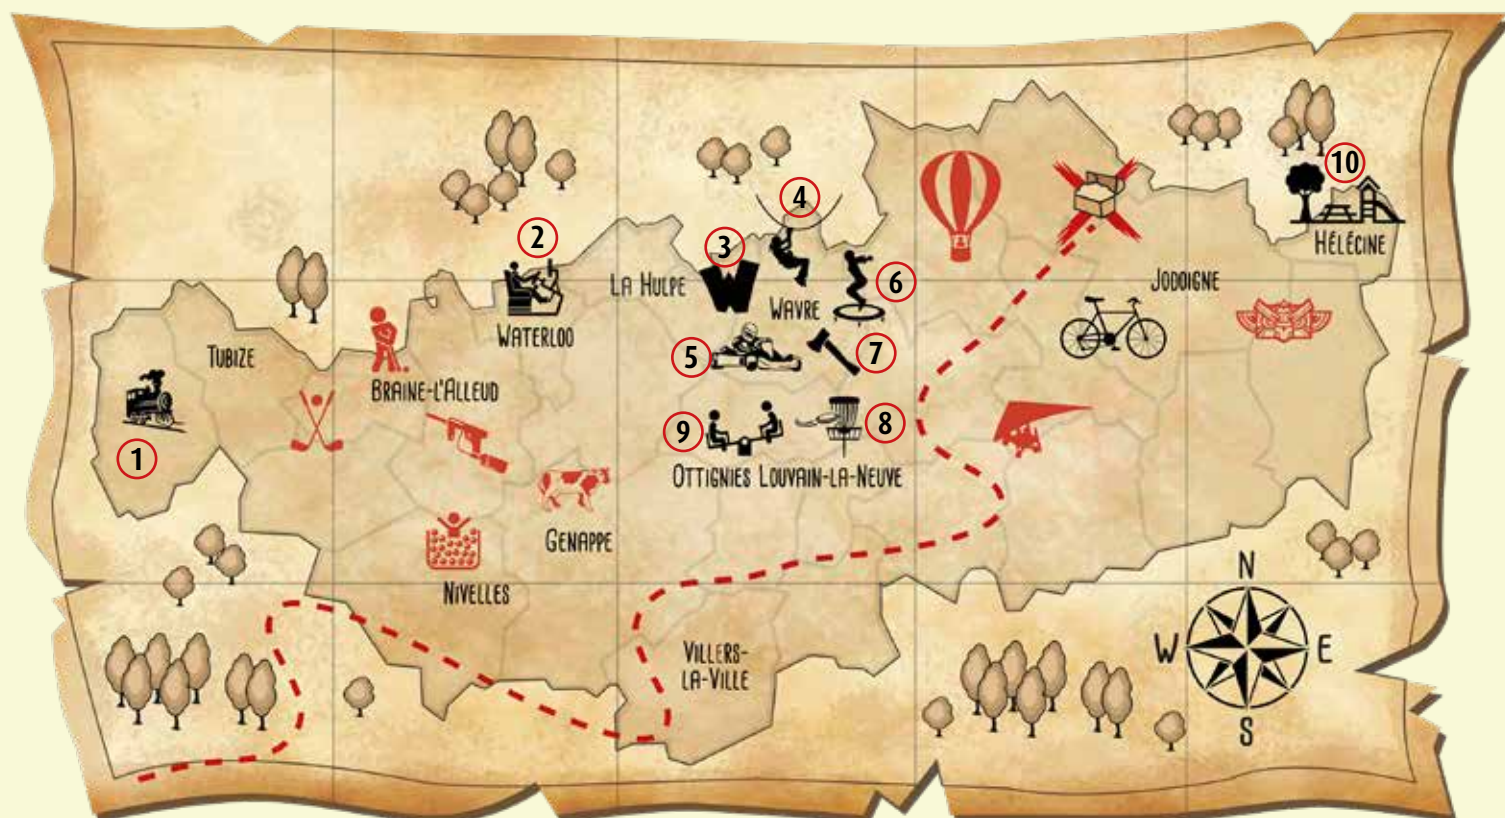 10
4
2
3
HÉLÉCINE
6
LA HULPE
W
JODOIGNE
WAVRE
WATERLOO
TUBIZE
5
7
BRAINE-L'ALLEUD
1
9
8
OTTIGNIES LOUVAIN-LA-NEUVE
GENAPPE
NIVELLES
VILLERS-
LA-VILLE
N
W
E
S